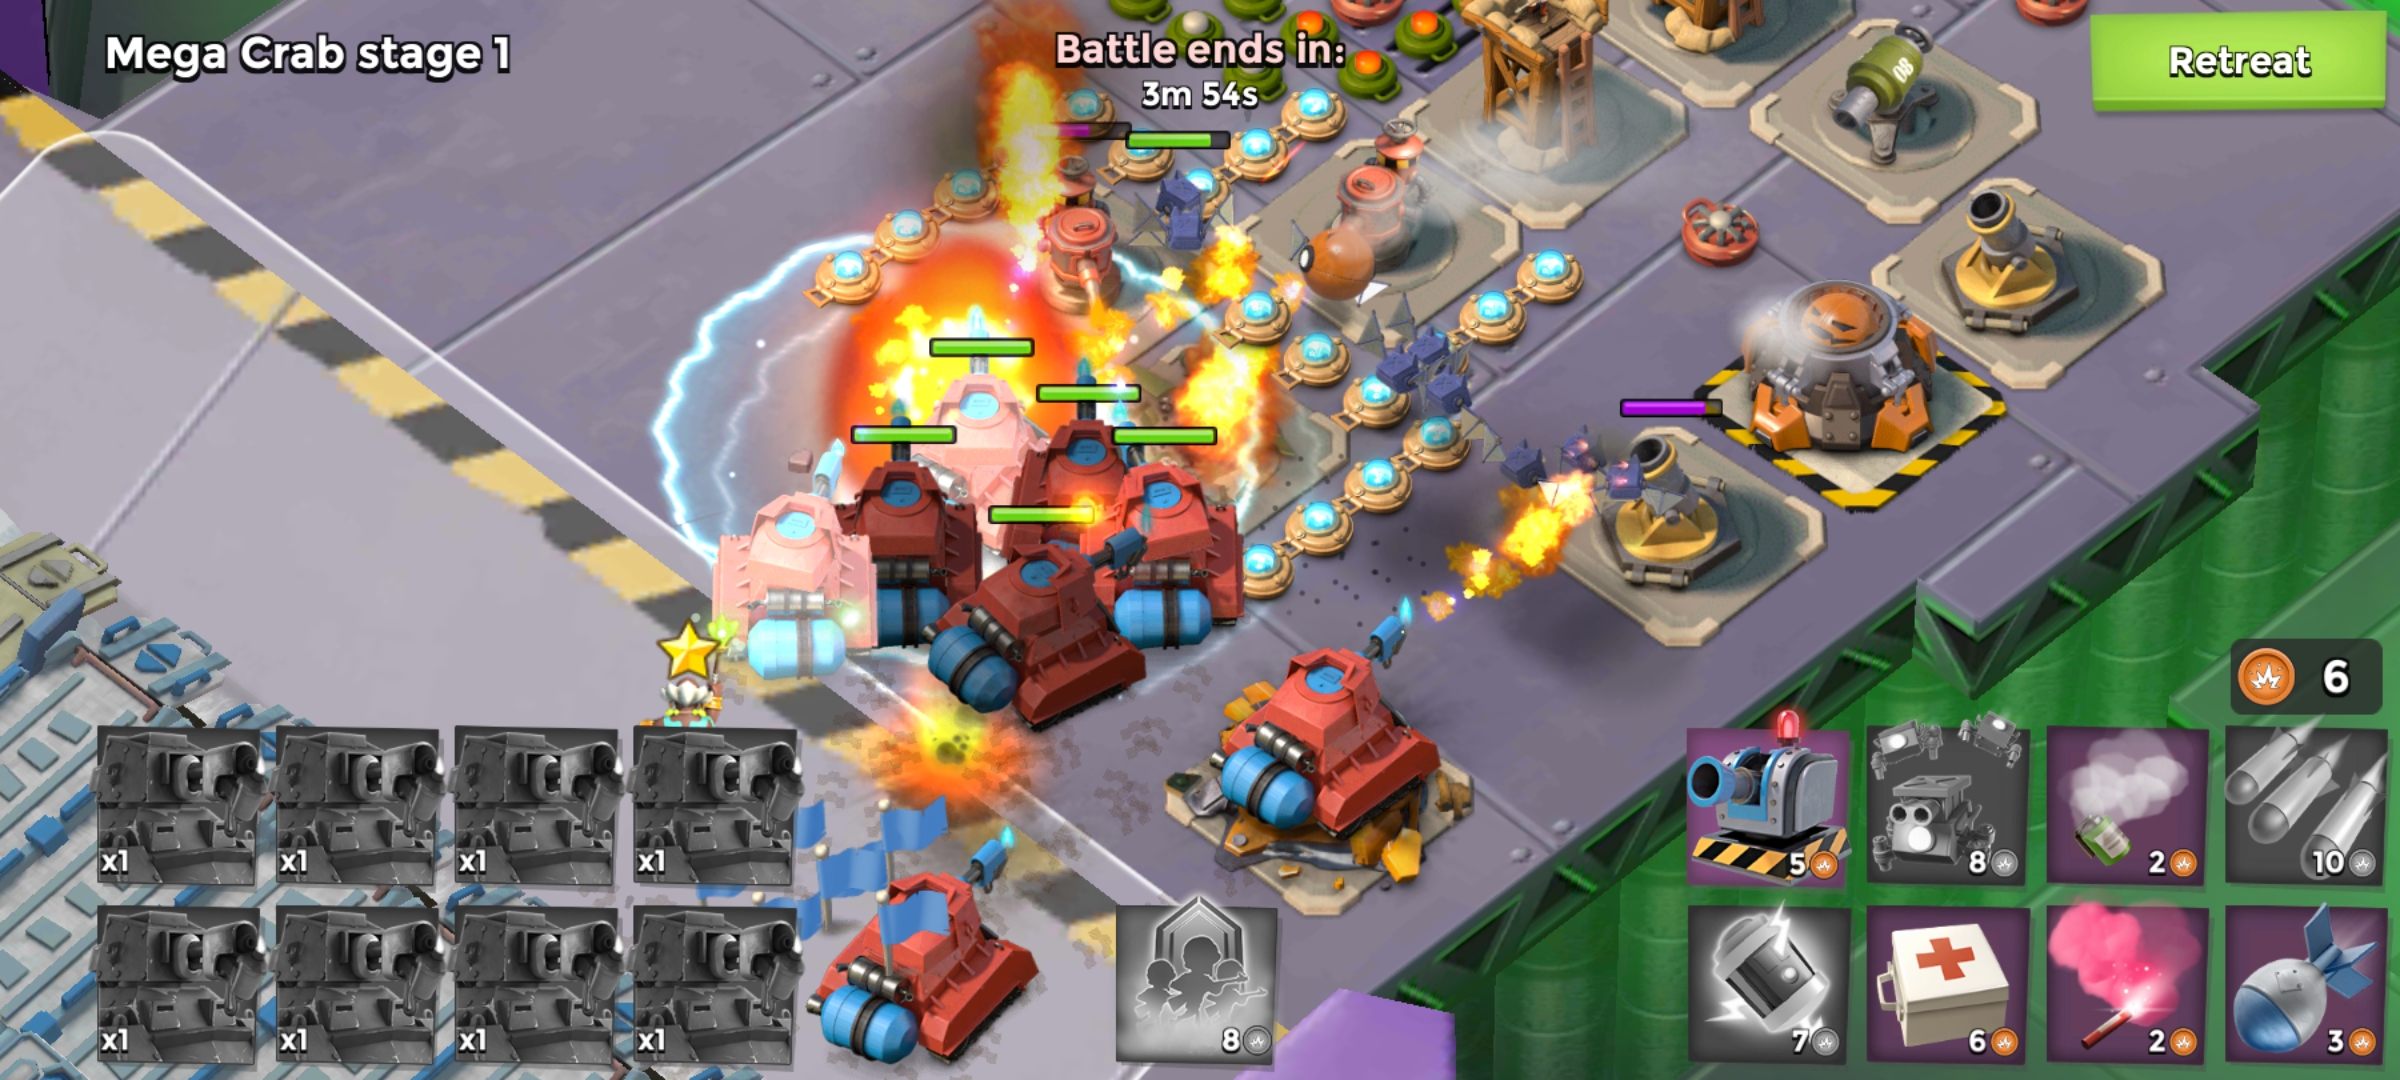 Mega Crab stage 1
Battle ends in:
3m 54s
Retreat
08
6
x1
x1
x1
x1
5
8
2
10
x1
x1
x1
x1
8
7
6
2
3